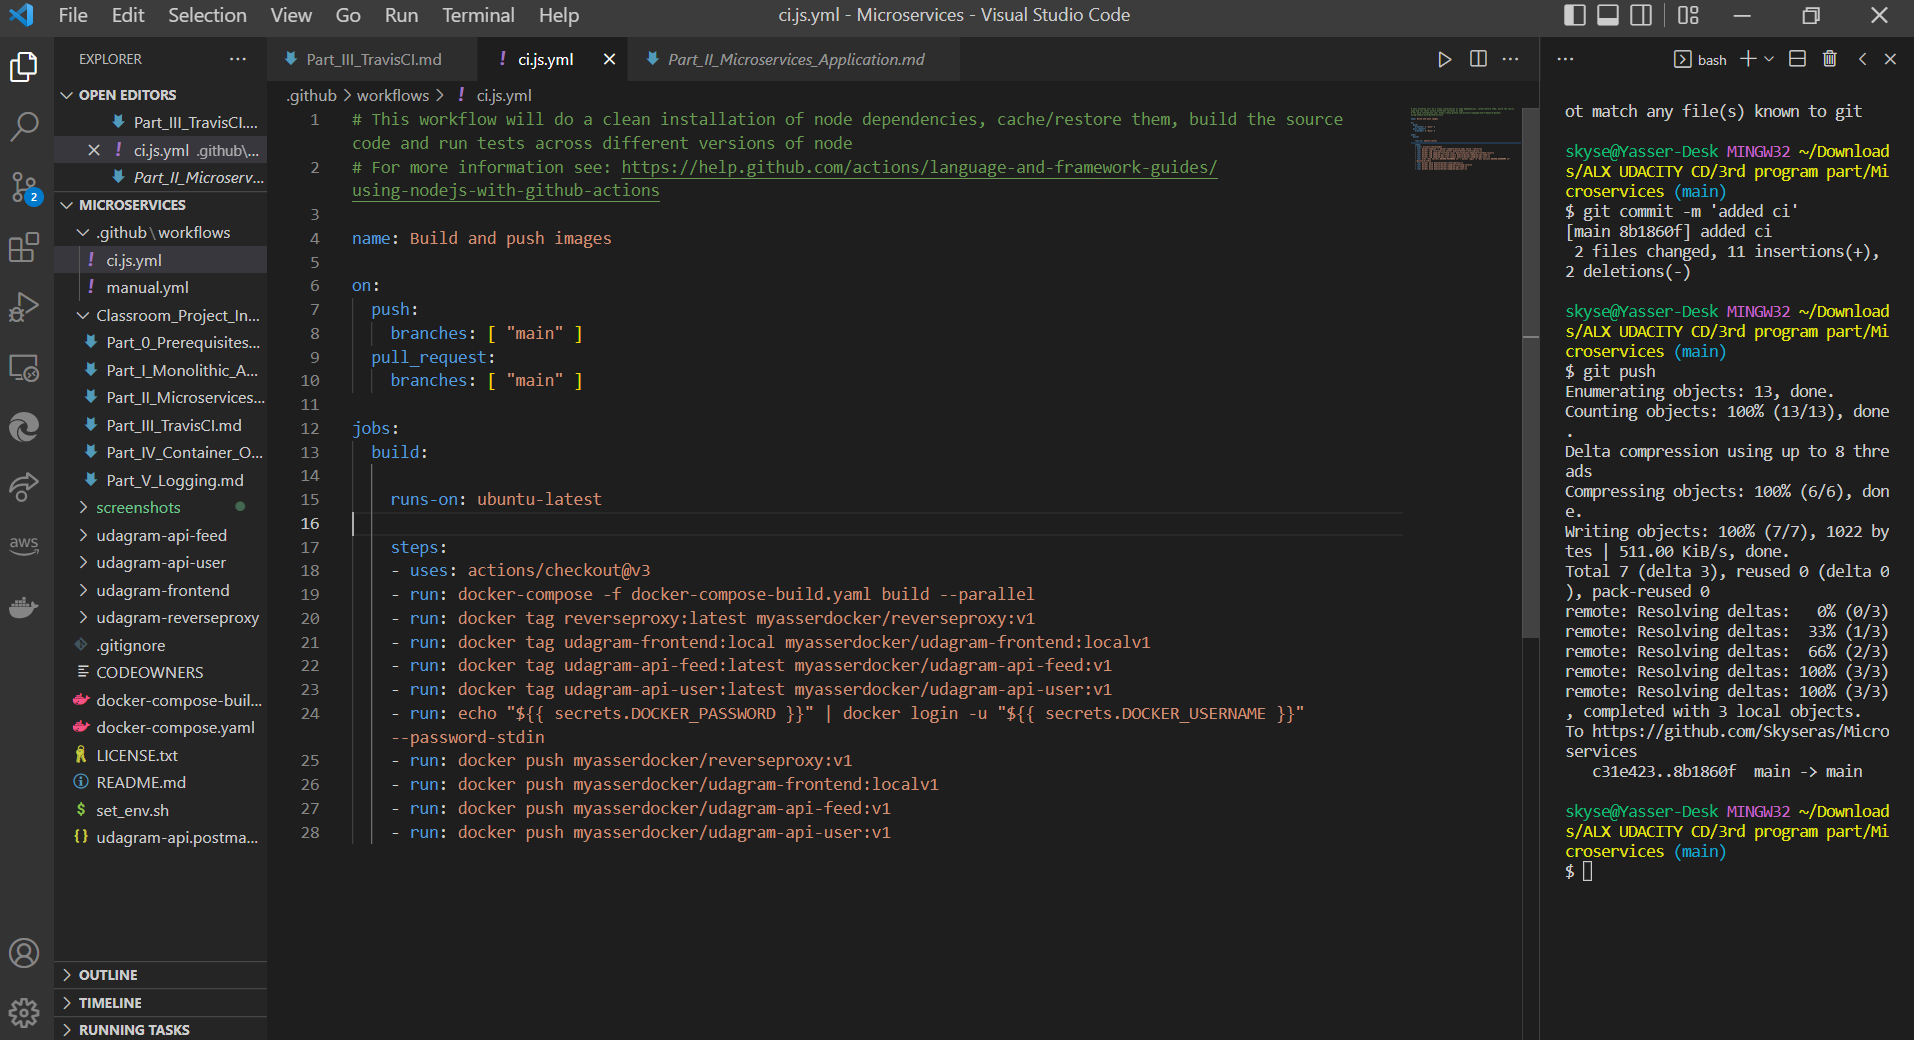 File Edit Selection View Go Run Terminal Help
ci.js.yml - Microservices - Visual Studio Code
EXPLORER
OPEN EDITORS
Part_III_TravisCI....
ci.js.yml .github\...
Part_II_Microserv...
MICROSERVICES
.github\workflows
ci.js.yml
manual.yml
Classroom_Project_In...
Part_0_Prerequisites...
Part_I_Monolithic_A...
Part_II_Microservices...
Part_III_TravisCI.md
Part_IV_Container_O...
Part_V_Logging.md
screenshots
udagram-api-feed
udagram-api-user
udagram-frontend
udagram-reverseproxy
.gitignore
CODEOWNERS
docker-compose-buil...
docker-compose.yaml
LICENSE.txt
README.md
set_env.sh
udagram-api.postma...
OUTLINE
TIMELINE
RUNNING TASKS
2
aws
Part_III_TravisCI.md
ci.js.yml
Part_II_Microservices_Application.md
.github > workflows > ! ci.js.yml
1 # This workflow will do a clean installation of node dependencies, cache/restore them, build the source
code and run tests across different versions of node
2 # For more information see: https://help.github.com/actions/language-and-framework-guides/
using-nodejs-with-github-actions
3
4 name: Build and push images
5
6 on:
7 push:
8 branches: [ "main" ]
9 pull_request:
10 branches: [ "main" ]
11
12 jobs:
13 build:
14
15 runs-on: ubuntu-latest
16
17 steps:
18 - uses: actions/checkout@v3
19 - run: docker-compose -f docker-compose-build.yaml build --parallel
20 - run: docker tag reverseproxy:latest myasserdocker/reverseproxy:v1
21 - run: docker tag udagram-frontend:local myasserdocker/udagram-frontend:localv1
22 - run: docker tag udagram-api-feed:latest myasserdocker/udagram-api-feed:v1
23 - run: docker tag udagram-api-user:latest myasserdocker/udagram-api-user:v1
24 - run: echo "${{ secrets.DOCKER_PASSWORD }}" | docker login -u "${{ secrets.DOCKER_USERNAME }}"
--password-stdin
25 - run: docker push myasserdocker/reverseproxy:v1
26 - run: docker push myasserdocker/udagram-frontend:localv1
27 - run: docker push myasserdocker/udagram-api-feed:v1
28 - run: docker push myasserdocker/udagram-api-user:v1
bash
ot match any file(s) known to git
skyse@Yasser-Desk MINGW32 ~/Download
s/ALX UDACITY CD/3rd program part/Mi
croservices (main)
$ git commit -m 'added ci'
[main 8b1860f] added ci
2 files changed, 11 insertions(+),
2 deletions(-)
skyse@Yasser-Desk MINGW32 ~/Download
s/ALX UDACITY CD/3rd program part/Mi
croservices (main)
$ git push
Enumerating objects: 13, done.
Counting objects: 100% (13/13), done
.
Delta compression using up to 8 thre
ads
Compressing objects: 100% (6/6), don
e.
Writing objects: 100% (7/7), 1022 by
tes | 511.00 KiB/s, done.
Total 7 (delta 3), reused 0 (delta 0
), pack-reused 0
remote: Resolving deltas: 0% (0/3)
remote: Resolving deltas: 33% (1/3)
remote: Resolving deltas: 66% (2/3)
remote: Resolving deltas: 100% (3/3)
remote: Resolving deltas: 100% (3/3)
, completed with 3 local objects.
To https://github.com/Skyseras/Micro
services
c31e423..8b1860f main -> main
skyse@Yasser-Desk MINGW32 ~/Download
s/ALX UDACITY CD/3rd program part/Mi
croservices (main)
$